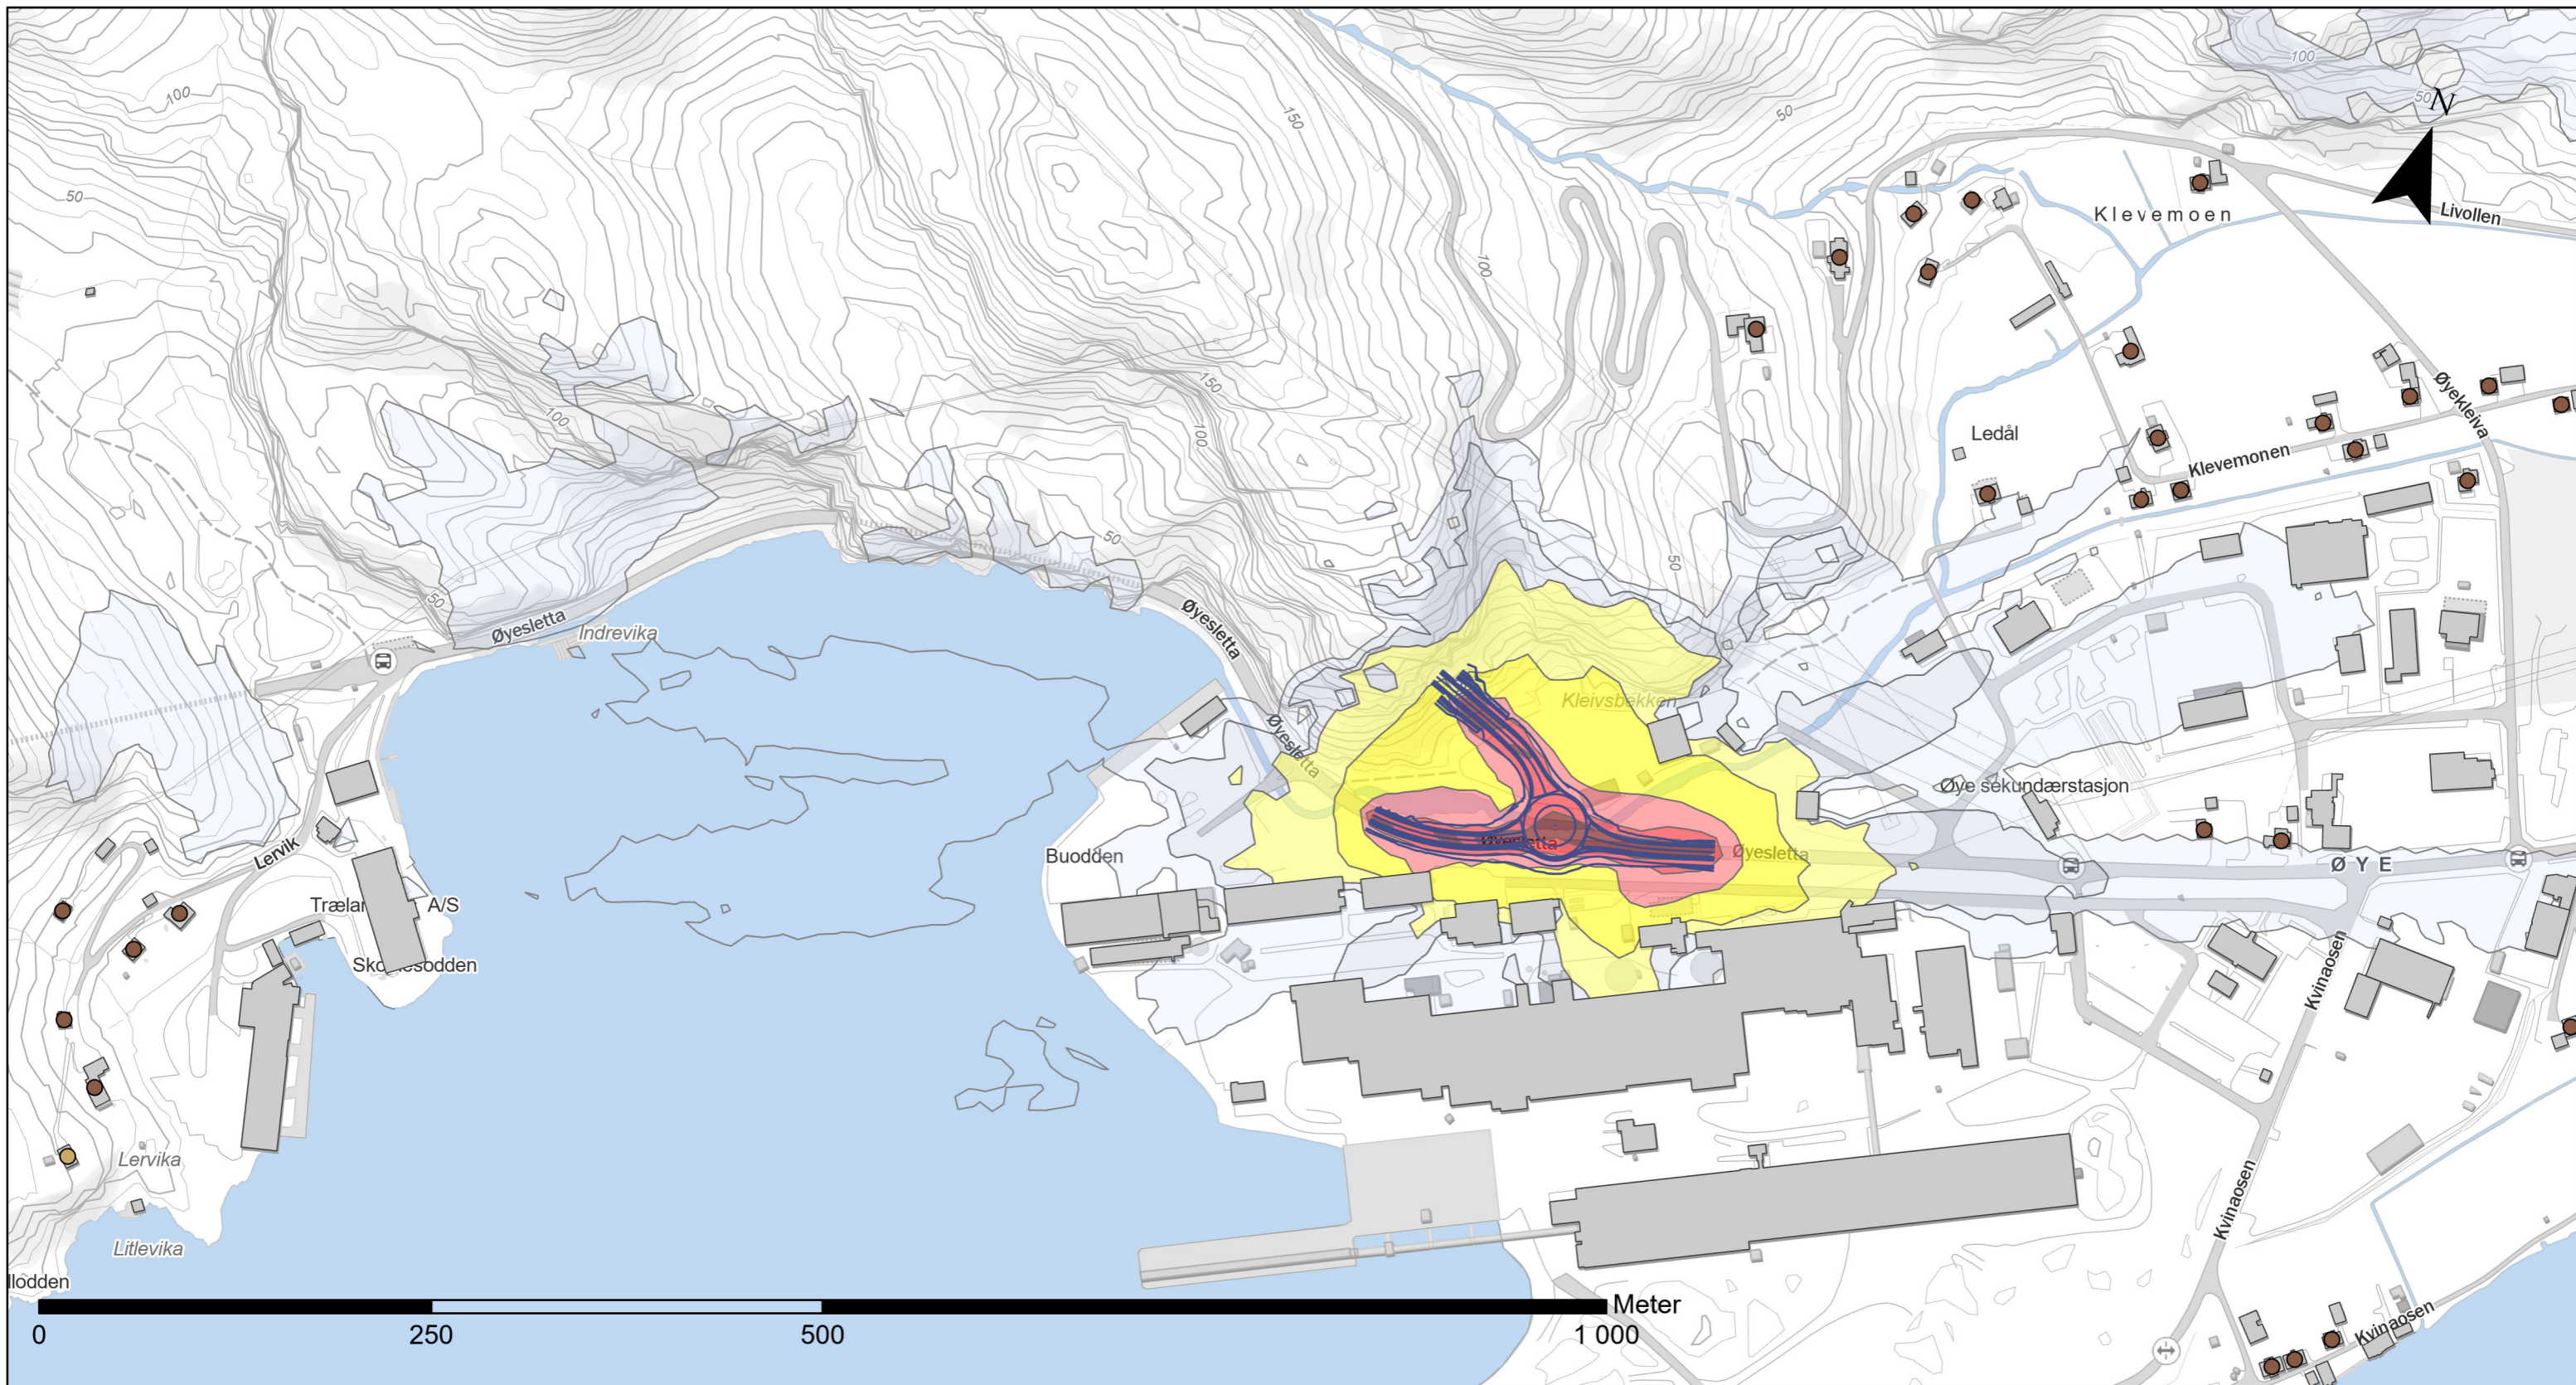 100
100
50
N
150
50
50
Klevemoen
Livollen
100
150
100
100
Øyekleiva
Ledål
Klevemonen
50
50
50
Øyesletta
Øyesletta
Indrevika
Kleivsbekken
Øyesletta
Øye sekundærstasjon
Øyesletta
Øyesletta
Buodden
Lervik
ØYE
A/S
Kvinaosen
Lervika
Litlevika
Kvinaosen
llodden
Meter
0
250
500
1 000
Kvinaosen